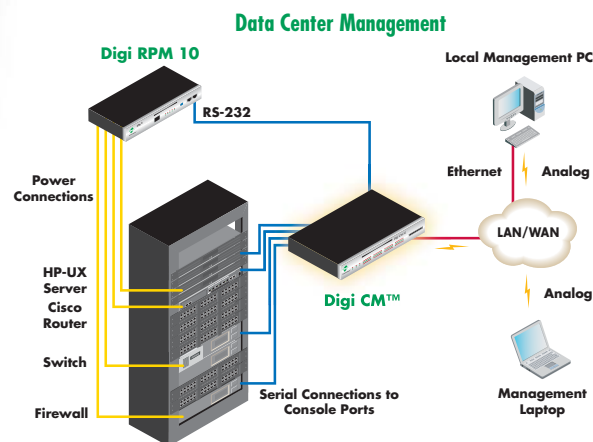 Data Center Management
Digi RPM 10
Local Management PC
RS-232
Power
Connections
Ethernet
Analog
LAN/WAN
HP-UX
Server
Cisco
Router
Digi CM™
Analog
Switch
Serial Connections to
Console Ports
Management
Laptop
Firewall